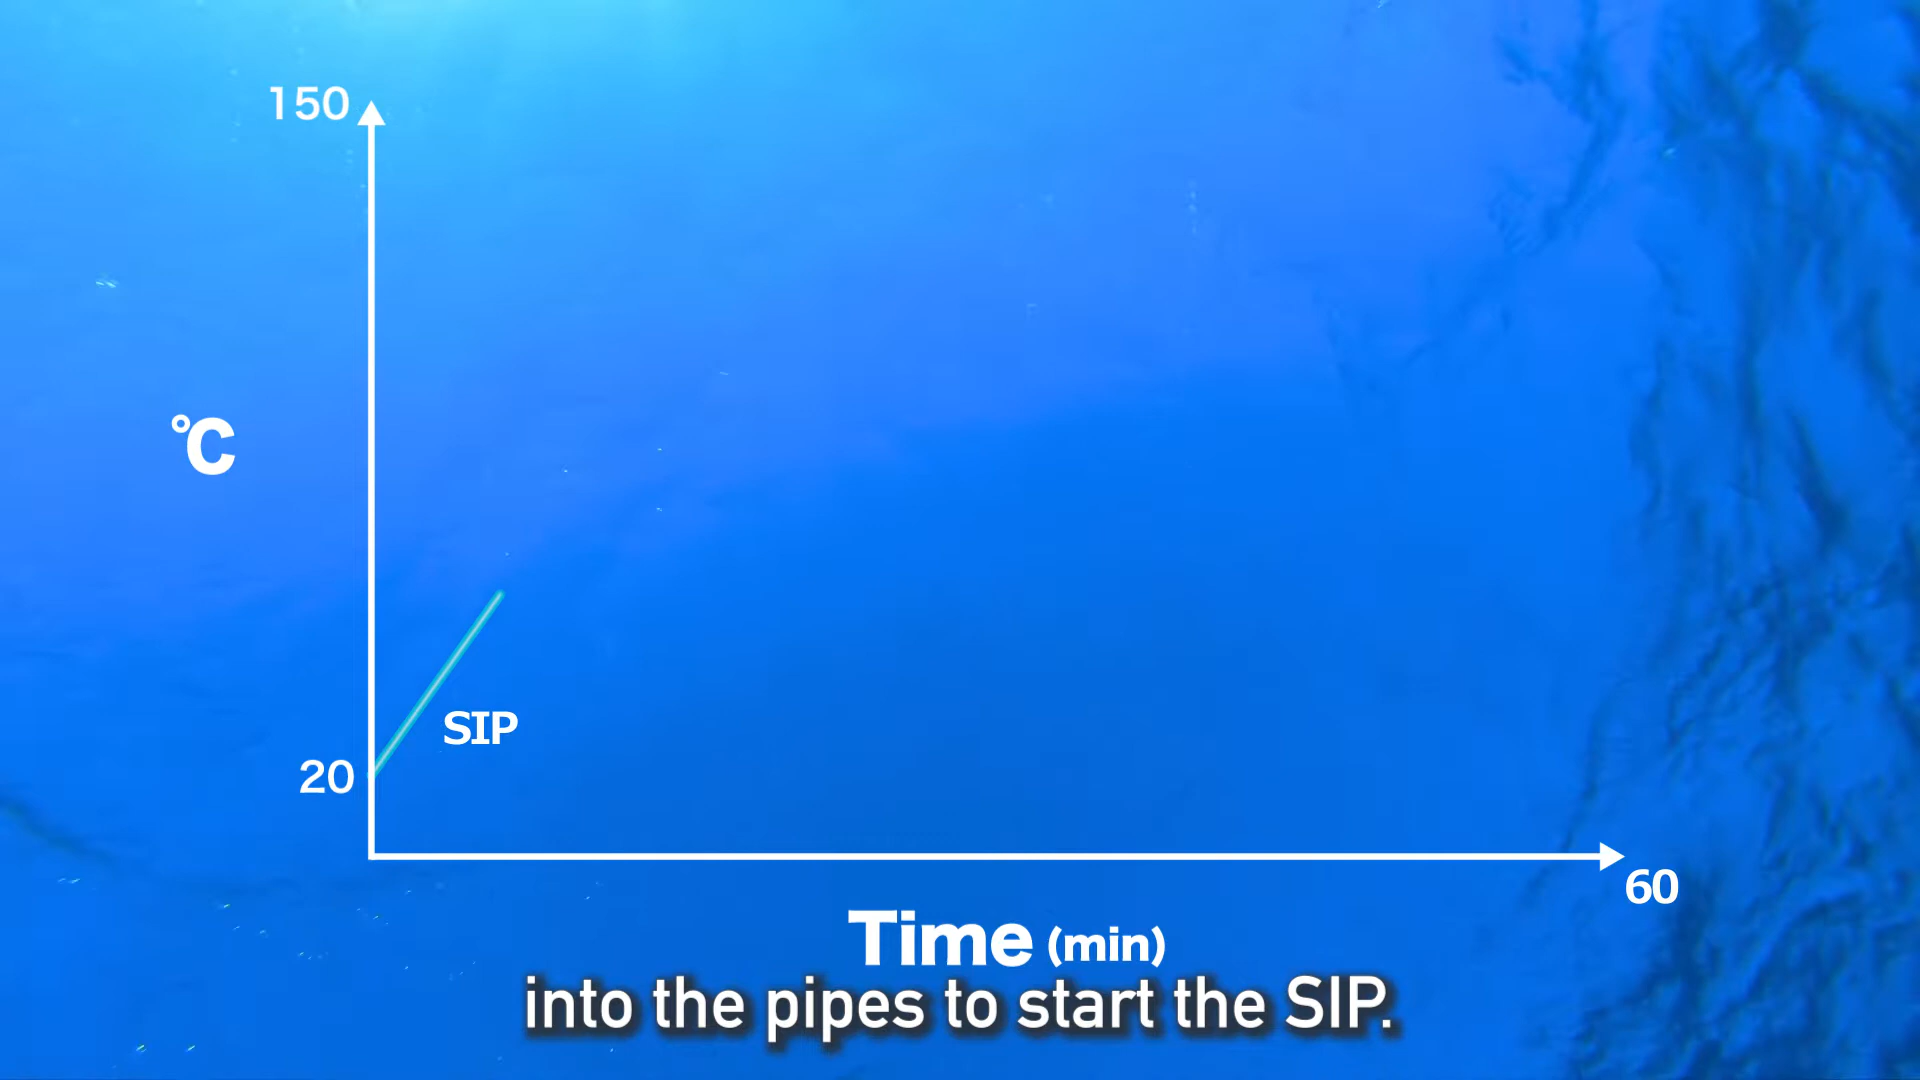 150
℃
SIP
20
60
Time (min)
into the pipes to start the SIP.